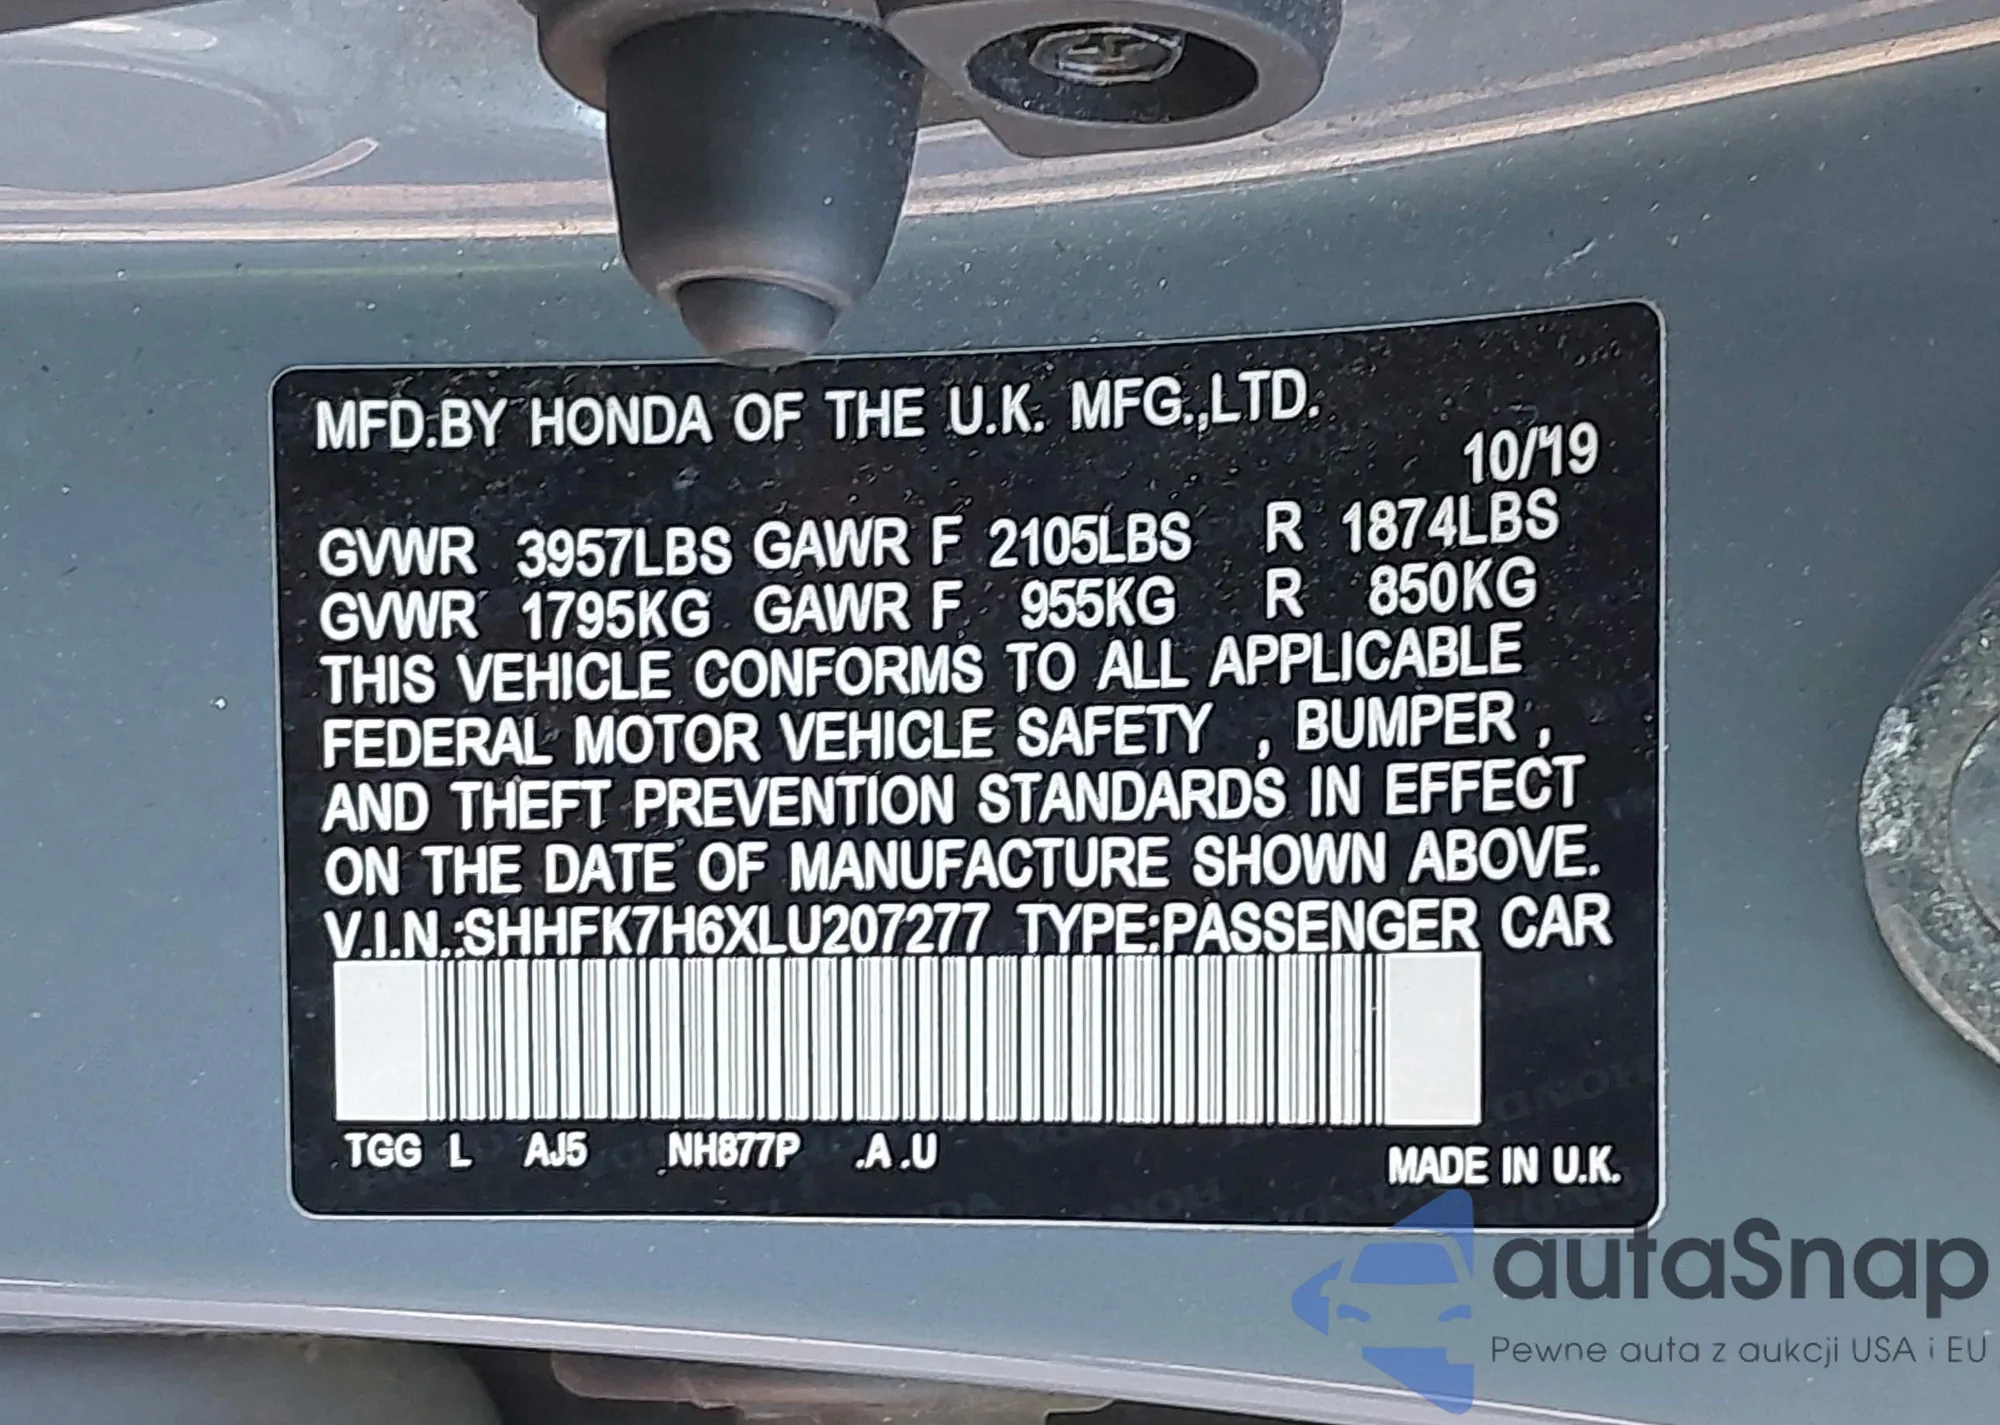 MFD.BY HONDA OF THE U.K. MFG.,LTD.
10/19
GVWR 3957LBS GAWR F 2105LBS R 1874LBS
GVWR 1795KG GAWR F 955KG R 850KG
THIS VEHICLE CONFORMS TO ALL APPLICABLE
FEDERAL MOTOR VEHICLE SAFETY , BUMPER ,
AND THEFT PREVENTION STANDARDS IN EFFECT
ON THE DATE OF MANUFACTURE SHOWN ABOVE.
V.I.N.:SHHFK7H6XLU207277 TYPE:PASSENGER CAR
TGG L AJ5 NH877P .A .U MADE IN U.K.
autaSnap
Pewne auta z aukcji USA i EU